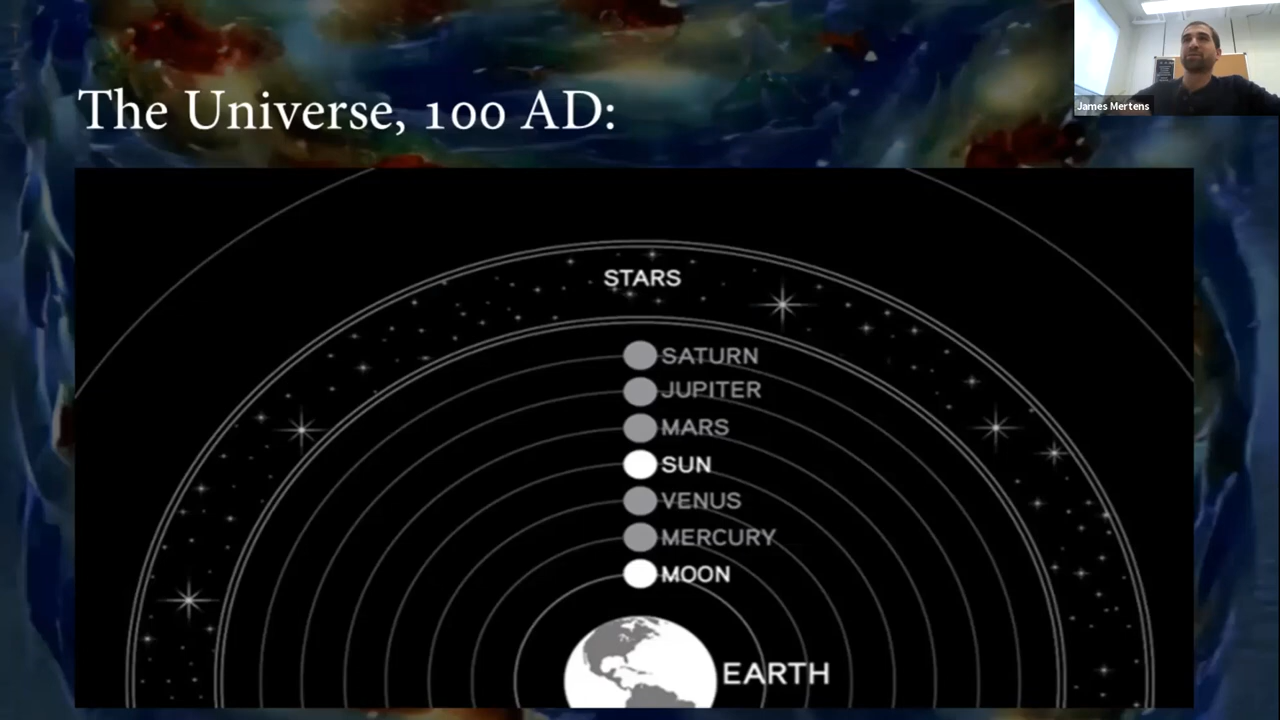 The Universe, 100 AD:
James Mertens
STARS
SATURN
JUPITER
MARS
SUN
VENUS
MERCURY
MOON
EARTH